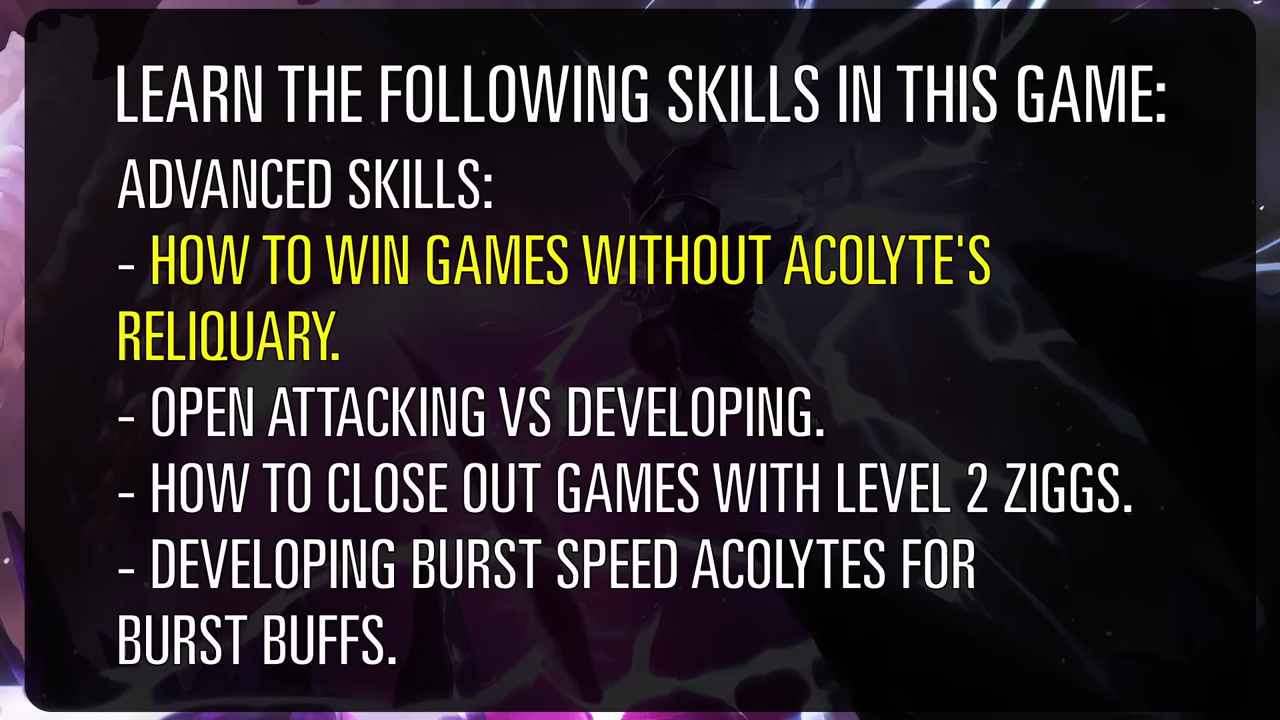 LEARN THE FOLLOWING SKILLS IN THIS GAME:
ADVANCED SKILLS:
- HOW TO WIN GAMES WITHOUT ACOLYTE'S
RELIQUARY.
- OPEN ATTACKING VS DEVELOPING.
- HOW TO CLOSE OUT GAMES WITH LEVEL 2 ZIGGS.
- DEVELOPING BURST SPEED ACOLYTES FOR
BURST BUFFS.